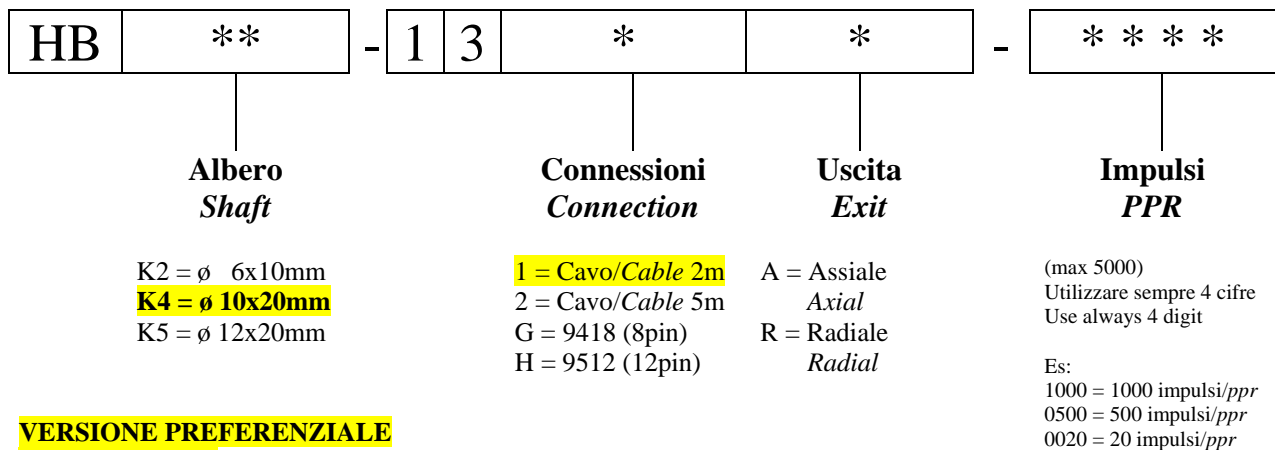 HB ** - 1 3 * * - * * * *
Albero Connessioni Uscita Impulsi
Shaft Connection Exit PPR
K2 = ø 6x10mm
K4 = ø 10x20mm
K5 = ø 12x20mm
1 = Cavo/Cable 2m
2 = Cavo/Cable 5m
G = 9418 (8pin)
H = 9512 (12pin)
A = Assiale
Axial
R = Radiale
Radial
(max 5000)
Utilizzare sempre 4 cifre
Use always 4 digit
Es:
1000 = 1000 impulsi/ppr
0500 = 500 impulsi/ppr
0020 = 20 impulsi/ppr
VERSIONE PREFERENZIALE